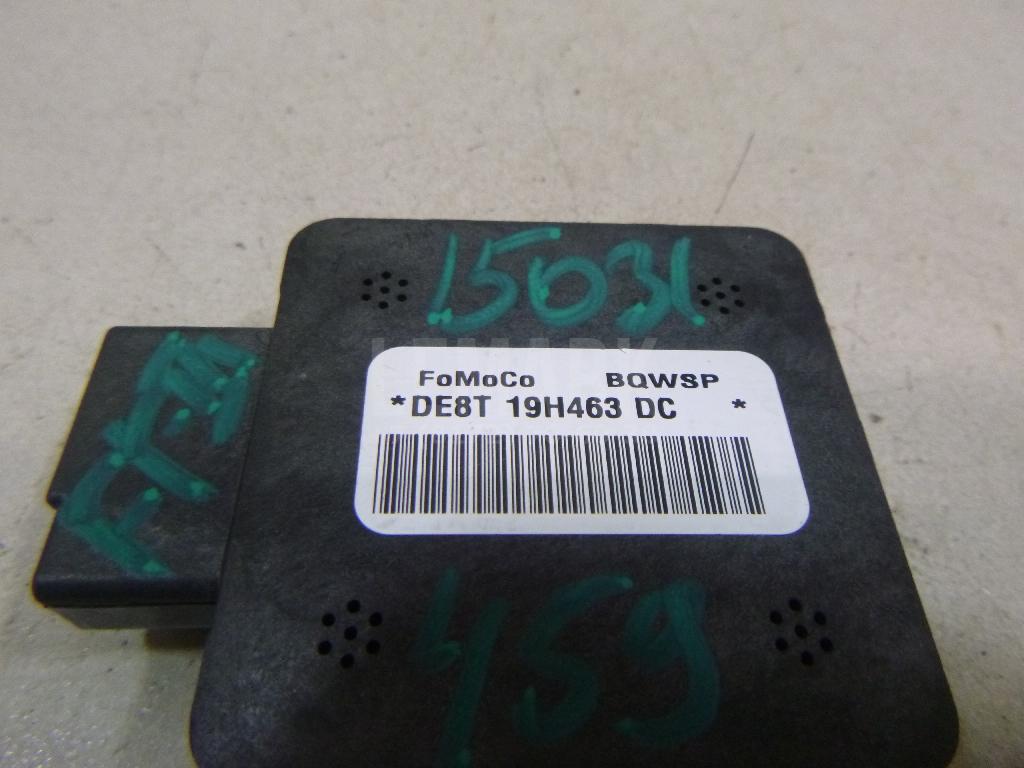 15031
FoMoCo BQWSP
*DE8T 19H463 DC *
459